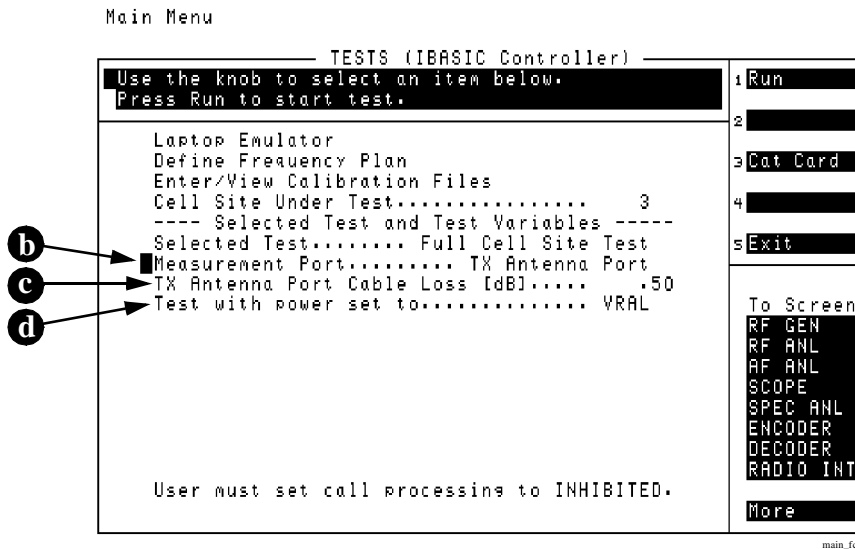 Main Menu
TESTS (IBASIC Controller)
Use the knob to select an item below.
Press Run to start test.
Laptop Emulator
Define Frequency Plan
Enter/View Calibration Files
Cell Site Under Test................ 3
---- Selected Test and Test Variables -----
Selected Test........ Full Cell Site Test
Measurement Port......... TX Antenna Port
TX Antenna Port Cable Loss [dB]..... .50
Test with power set to............... VRAL
User must set call processing to INHIBITED.
b
c
d
1 Run
2
3 Cat Card
4
5 Exit
To Screen
RF GEN
RF ANL
AF ANL
SCOPE
SPEC ANL
ENCODER
DECODER
RADIO INT
More